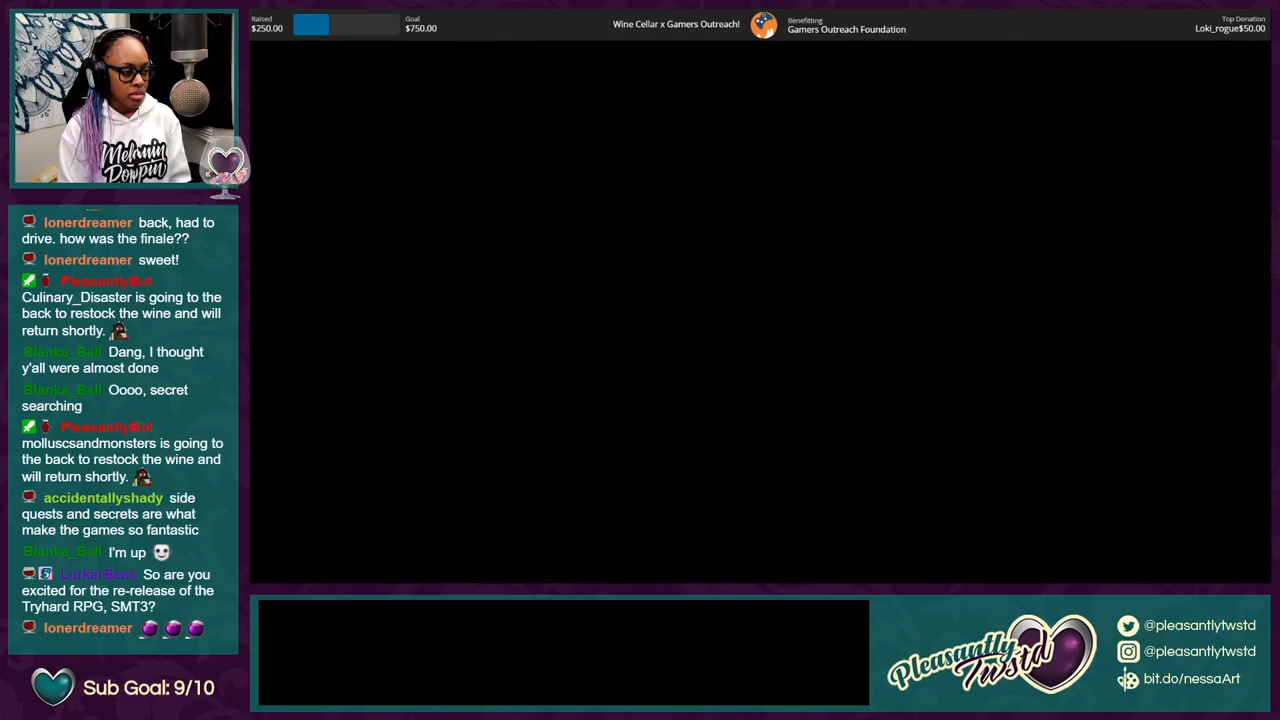 Raised
$250.00
Goal
$750.00
Wine Cellar x Gamers Outreach!
Benefitting
Gamers Outreach Foundation
Top Donation
Loki_rogue$50.00
Melanin
Poppin
lonerdreamer back, had to
drive. how was the finale??
lonerdreamer sweet!
PleasantlyBot
Culinary_Disaster is going to the
back to restock the wine and will
return shortly.
Blanka_Ball Dang, I thought
y'all were almost done
Blanka_Ball Oooo, secret
searching
PleasantlyBot
molluscsandmonsters is going to
the back to restock the wine and
will return shortly.
accidentallyshady side
quests and secrets are what
make the games so fantastic
Blanka_Ball I'm up
LurkerBees So are you
excited for the re-release of the
Tryhard RPG, SMT3?
lonerdreamer
Sub Goal: 9/10
Pleasantly
Twstd
@pleasantlytwstd
@pleasantlytwstd
bit.do/nessaArt